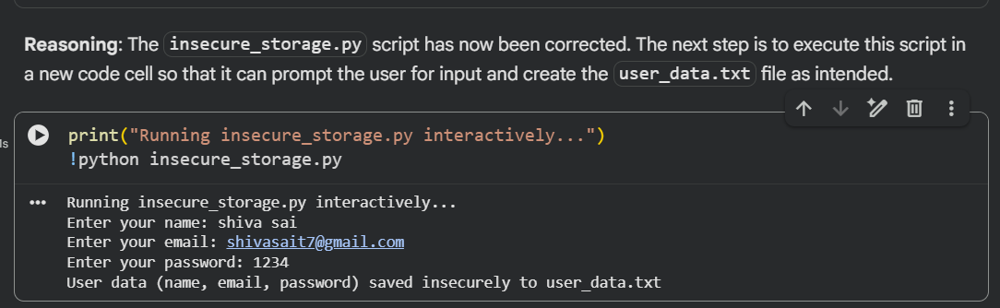 Reasoning: The insecure_storage.py script has now been corrected. The next step is to execute this script in
a new code cell so that it can prompt the user for input and create the user_data.txt file as intended.
ls
print("Running insecure_storage.py interactively...")
!python insecure_storage.py
Running insecure_storage.py interactively...
Enter your name: shiva sai
Enter your email: shivasait7@gmail.com
Enter your password: 1234
User data (name, email, password) saved insecurely to user_data.txt